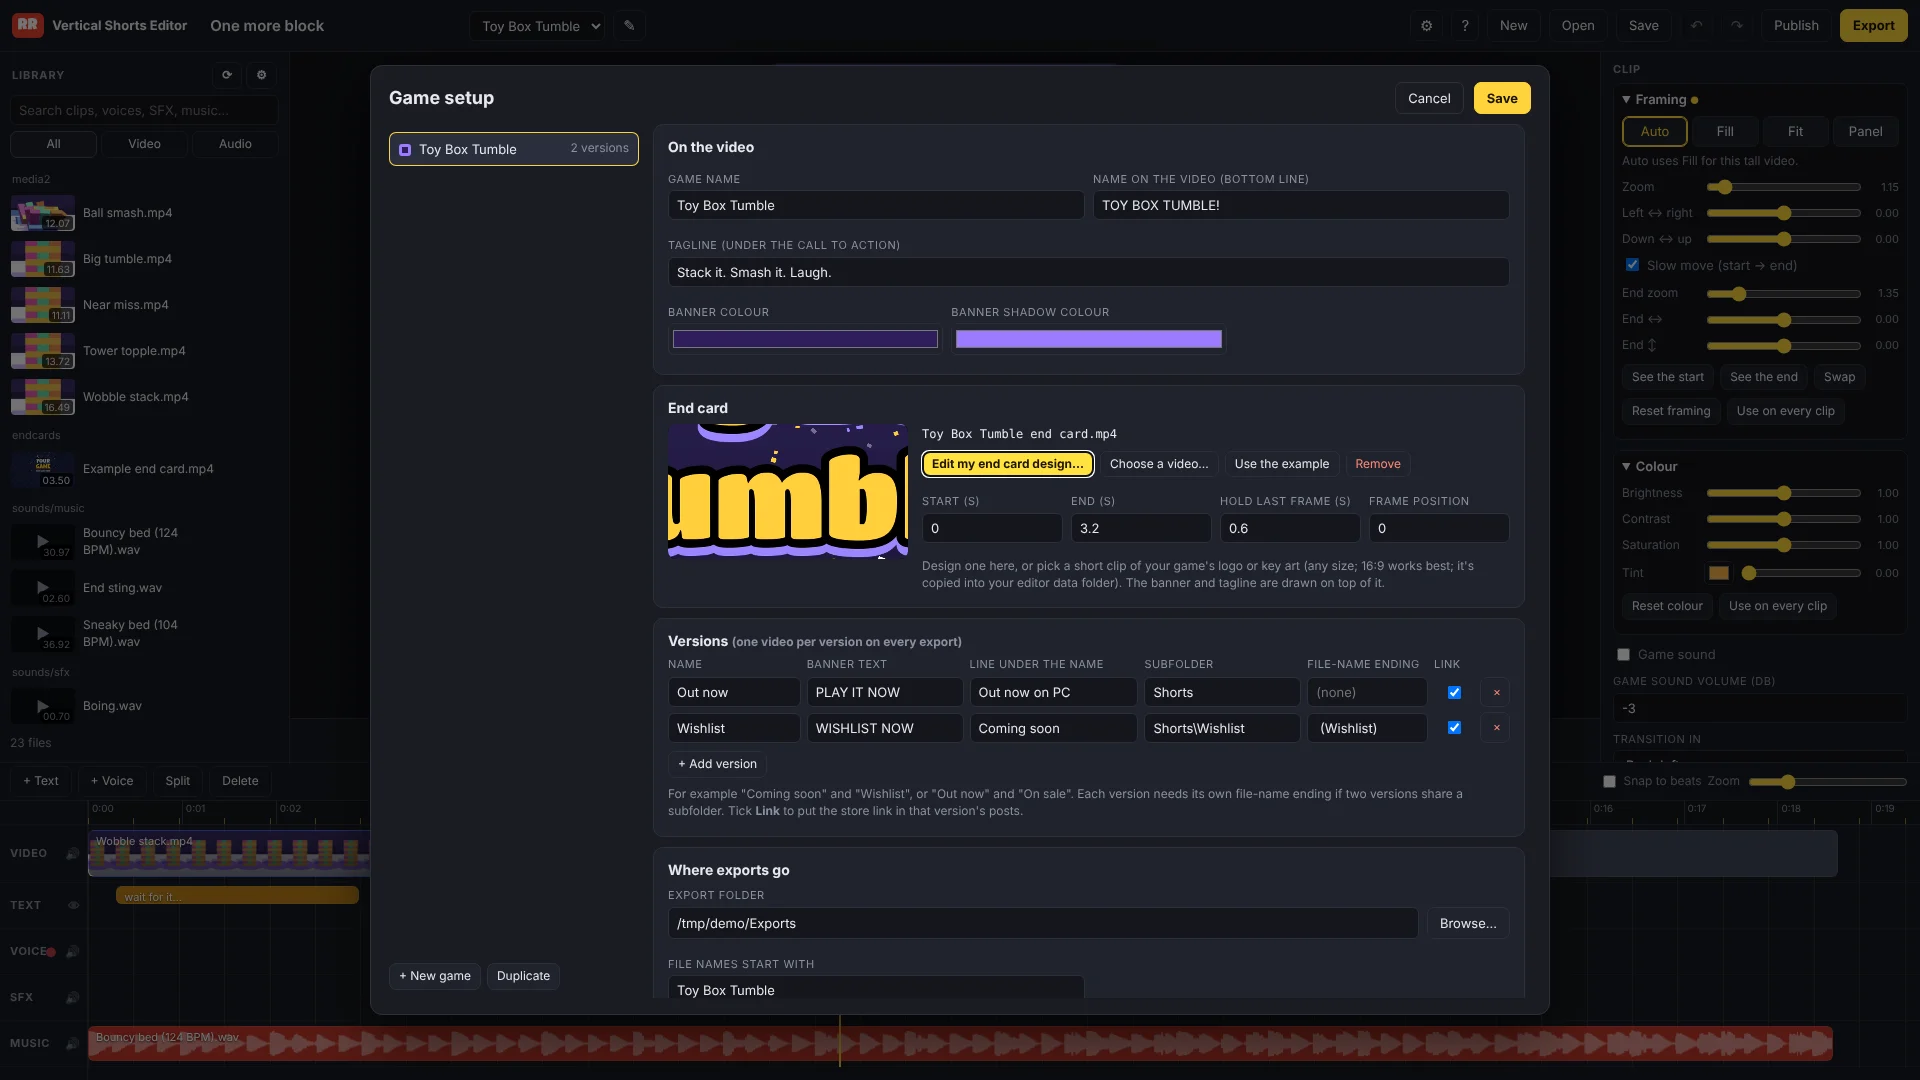 RR Vertical Shorts Editor One more block Toy Box Tumble ? New Open Save Publish Export
LIBRARY
Search clips, voices, SFX, music...
All Video Audio
media2
12.07 Ball smash.mp4
11.63 Big tumble.mp4
11.11 Near miss.mp4
13.72 Tower topple.mp4
16.49 Wobble stack.mp4
endcards
YOUR GAME
03.50 Example end card.mp4
sounds/music
Bouncy bed (124 BPM).wav
30.97
End sting.wav
02.60
Sneaky bed (104 BPM).wav
36.92
sounds/sfx
Boing.wav
00.70
23 files
Game setup
Cancel Save
Toy Box Tumble 2 versions
+ New game Duplicate
On the video
GAME NAME NAME ON THE VIDEO (BOTTOM LINE)
Toy Box Tumble TOY BOX TUMBLE!
TAGLINE (UNDER THE CALL TO ACTION)
Stack it. Smash it. Laugh.
BANNER COLOUR BANNER SHADOW COLOUR
End card
umbl
Toy Box Tumble end card.mp4
Edit my end card design... Choose a video... Use the example Remove
START (S) END (S) HOLD LAST FRAME (S) FRAME POSITION
0 3.2 0.6 0
Design one here, or pick a short clip of your game's logo or key art (any size; 16:9 works best; it's
copied into your editor data folder). The banner and tagline are drawn on top of it.
Versions (one video per version on every export)
NAME BANNER TEXT LINE UNDER THE NAME SUBFOLDER FILE-NAME ENDING LINK
Out now PLAY IT NOW Out now on PC Shorts (none) ×
Wishlist WISHLIST NOW Coming soon Shorts\Wishlist (Wishlist) ×
+ Add version
For example "Coming soon" and "Wishlist", or "Out now" and "On sale". Each version needs its own file-name ending if two versions share a
subfolder. Tick Link to put the store link in that version's posts.
Where exports go
EXPORT FOLDER
/tmp/demo/Exports Browse...
FILE NAMES START WITH
Toy Box Tumble
CLIP
▼ Framing
Auto Fill Fit Panel
Auto uses Fill for this tall video.
Zoom 1.15
Left ↔ right 0.00
Down ↔ up 0.00
Slow move (start → end)
End zoom 1.35
End ↔ 0.00
End ↕ 0.00
See the start See the end Swap
Reset framing Use on every clip
▼ Colour
Brightness 1.00
Contrast 1.00
Saturation 1.00
Tint 0.00
Reset colour Use on every clip
Game sound
GAME SOUND VOLUME (DB)
-3
TRANSITION IN
+ Text + Voice Split Delete Snap to beats Zoom
0:00 0:01 0:02 0:16 0:17 0:18 0:19
VIDEO Wobble stack.mp4
TEXT wait for it...
VOICE
SFX
MUSIC Bouncy bed (124 BPM).wav